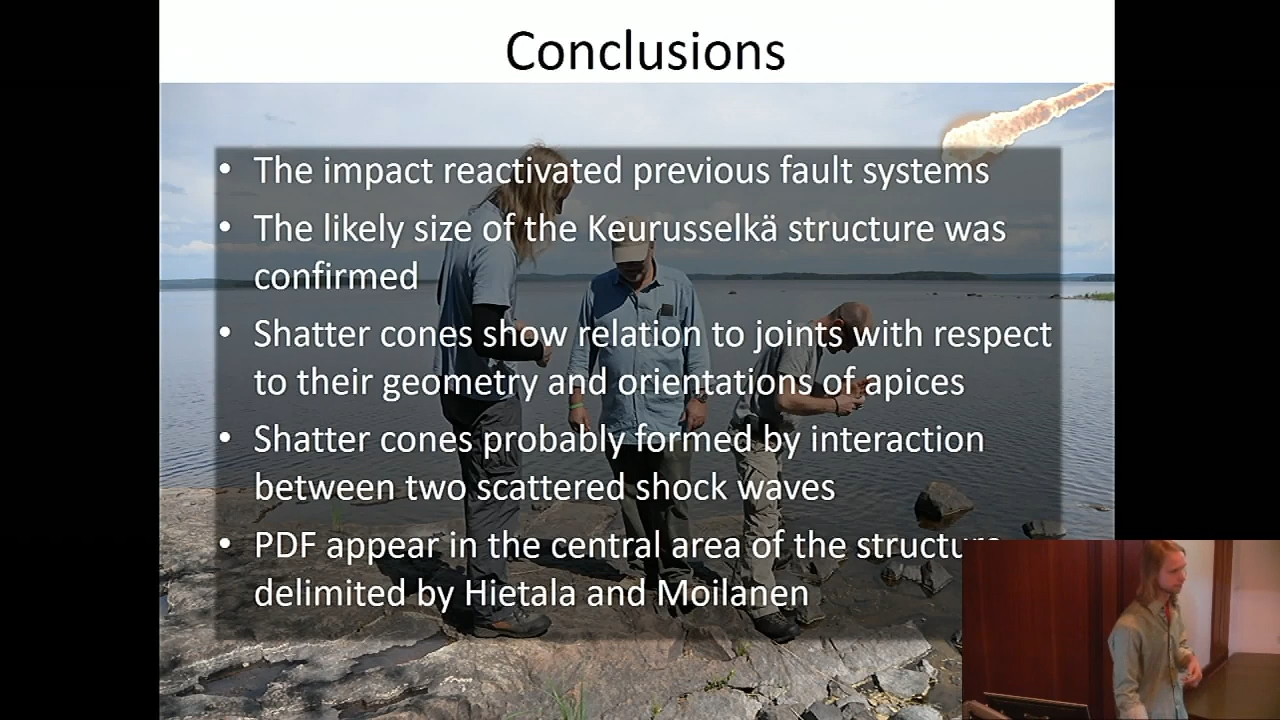 Conclusions
• The impact reactivated previous fault systems
• The likely size of the Keurusselkä structure was
confirmed
• Shatter cones show relation to joints with respect
to their geometry and orientations of apices
• Shatter cones probably formed by interaction
between two scattered shock waves
• PDF appear in the central area of the structure
delimited by Hietala and Moilanen